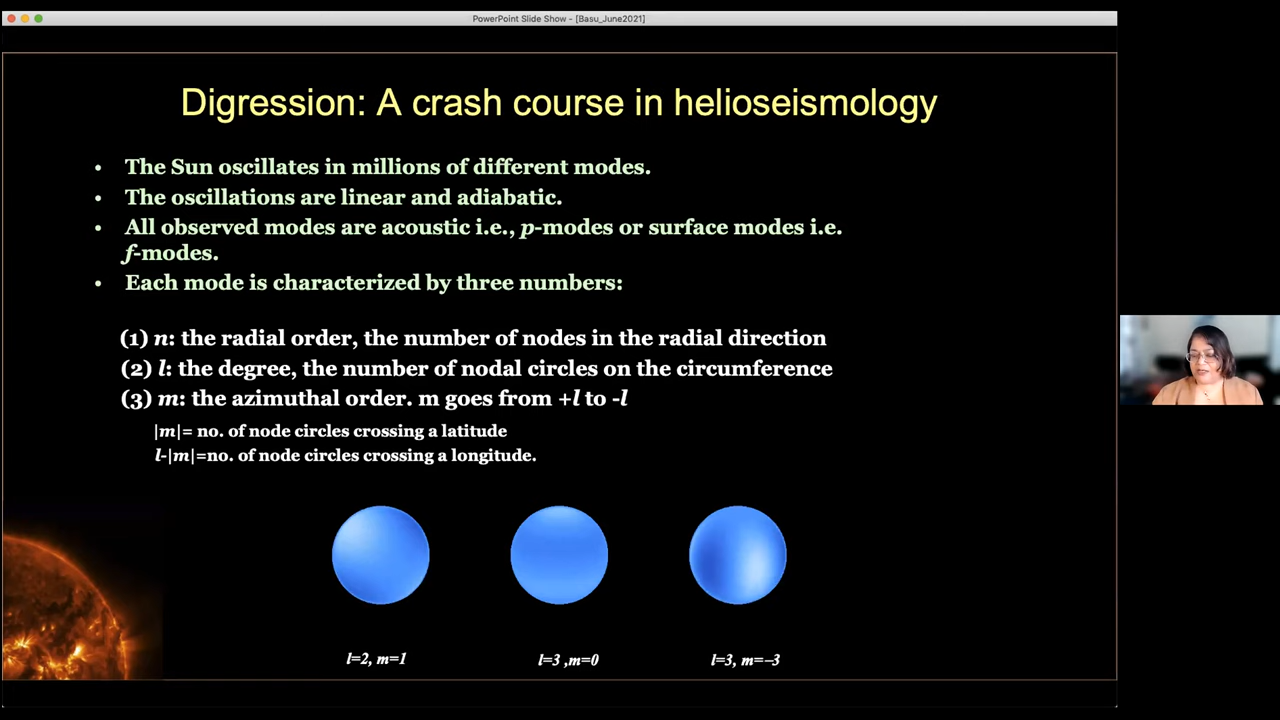 PowerPoint Slide Show - [Basu_June2021]
Digression: A crash course in helioseismology
• The Sun oscillates in millions of different modes.
• The oscillations are linear and adiabatic.
• All observed modes are acoustic i.e., p-modes or surface modes i.e.
f-modes.
• Each mode is characterized by three numbers:
(1) n: the radial order, the number of nodes in the radial direction
(2) l: the degree, the number of nodal circles on the circumference
(3) m: the azimuthal order. m goes from +l to -l
|m|= no. of node circles crossing a latitude
l-|m|=no. of node circles crossing a longitude.
l=2, m=1
l=3 ,m=0
l=3, m=−3